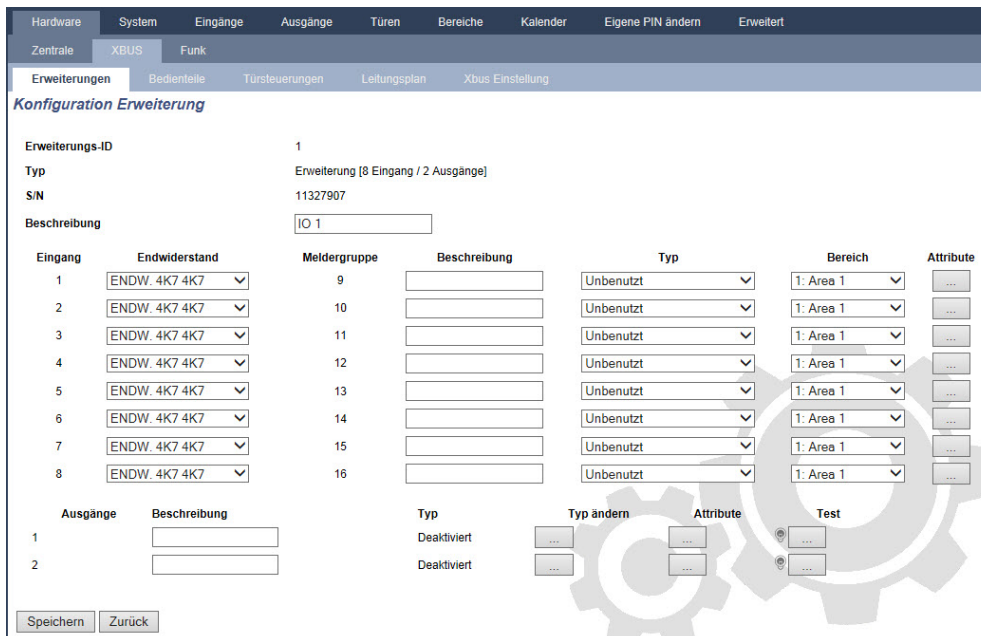 Hardware System Eingänge Ausgänge Türen Bereiche Kalender Eigene PIN ändern Erweitert
Zentrale XBUS Funk
Erweiterungen Bedienteile Türsteuerungen Leitungsplan Xbus Einstellung
Konfiguration Erweiterung
Erweiterungs-ID 1
Typ Erweiterung [8 Eingang / 2 Ausgänge]
S/N 11327907
Beschreibung IO 1
Eingang Endwiderstand Meldergruppe Beschreibung Typ Bereich Attribute
1 ENDW. 4K7 4K7 9 Unbenutzt 1: Area 1 ...
2 ENDW. 4K7 4K7 10 Unbenutzt 1: Area 1 ...
3 ENDW. 4K7 4K7 11 Unbenutzt 1: Area 1 ...
4 ENDW. 4K7 4K7 12 Unbenutzt 1: Area 1 ...
5 ENDW. 4K7 4K7 13 Unbenutzt 1: Area 1 ...
6 ENDW. 4K7 4K7 14 Unbenutzt 1: Area 1 ...
7 ENDW. 4K7 4K7 15 Unbenutzt 1: Area 1 ...
8 ENDW. 4K7 4K7 16 Unbenutzt 1: Area 1 ...
Ausgänge Beschreibung Typ Typ ändern Attribute Test
1 Deaktiviert ... ... ...
2 Deaktiviert ... ... ...
Speichern Zurück